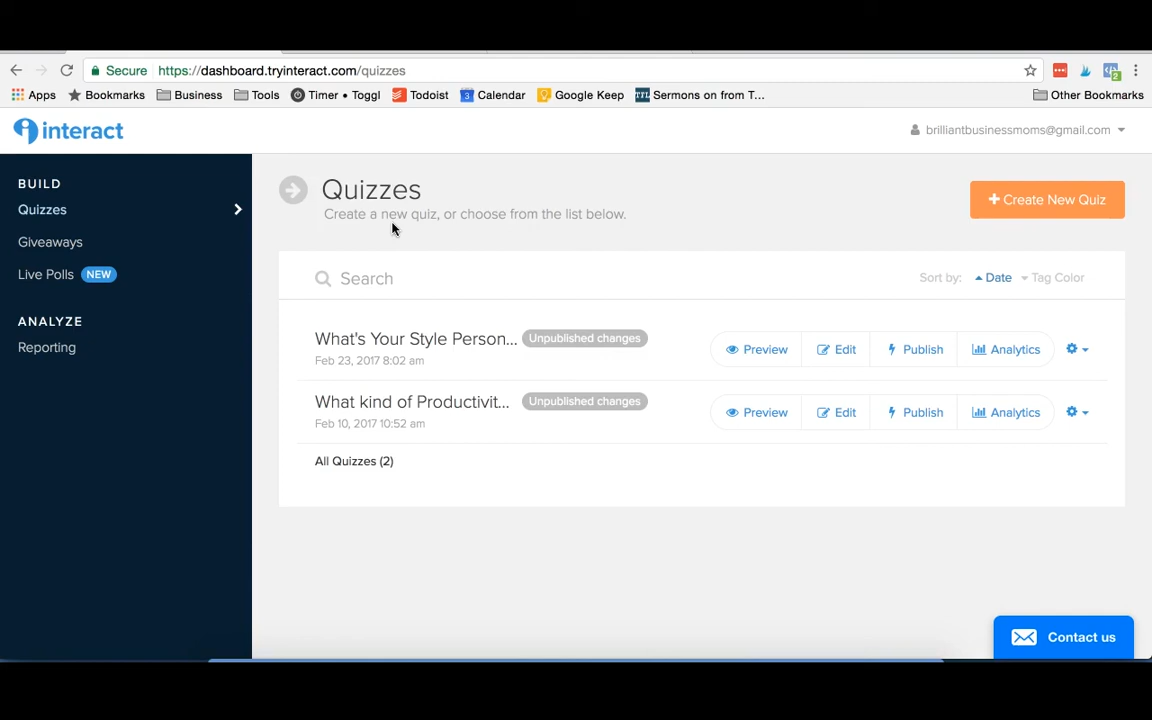 Secure https://dashboard.tryinteract.com/quizzes
2
Apps Bookmarks Business Tools Timer • Toggl Todoist 3 Calendar Google Keep TTL Sermons on from T... Other Bookmarks
interact
brilliantbusinessmoms@gmail.com
BUILD
Quizzes
Giveaways
Live Polls NEW
ANALYZE
Reporting
Quizzes
Create a new quiz, or choose from the list below.
+ Create New Quiz
Search
Sort by: Date Tag Color
What's Your Style Person... Unpublished changes
Feb 23, 2017 8:02 am
Preview Edit Publish Analytics
What kind of Productivit... Unpublished changes
Feb 10, 2017 10:52 am
Preview Edit Publish Analytics
All Quizzes (2)
Contact us